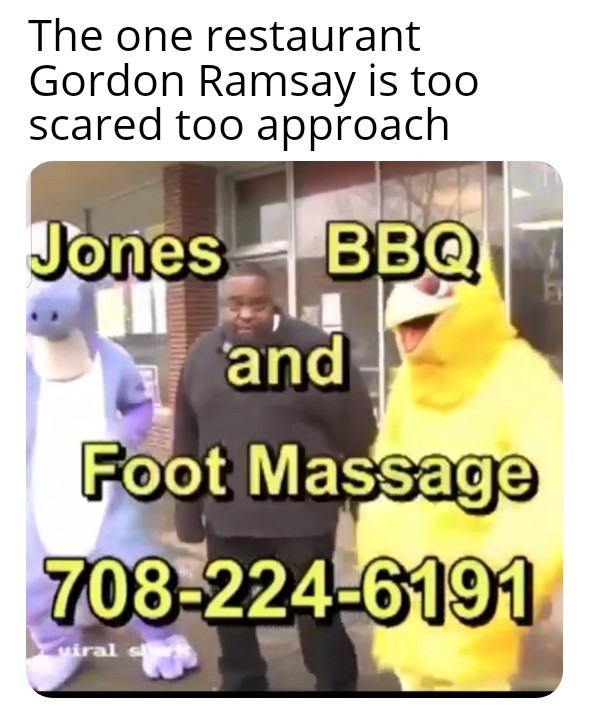 The one restaurant
Gordon Ramsay is too
scared too approach
Jones BBQ
and
Foot Massage
708-224-6191
viral